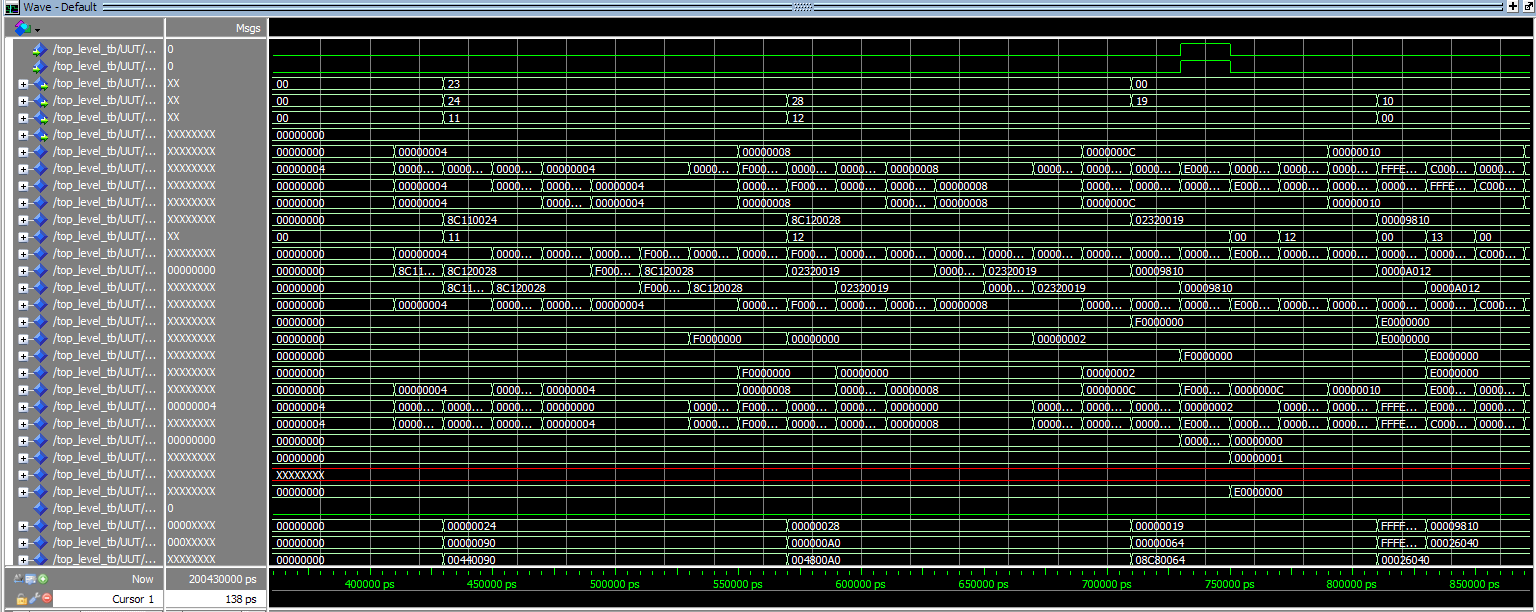 Wave - Default
Msgs
/top_level_tb/UUT/... 0
/top_level_tb/UUT/... 0
/top_level_tb/UUT/... XX 00 23 00
/top_level_tb/UUT/... XX 00 24 28 19 10
/top_level_tb/UUT/... XX 00 11 12 00
/top_level_tb/UUT/... XXXXXXXX 00000000
/top_level_tb/UUT/... XXXXXXXX 00000000 00000004 00000008 0000000C 00000010
/top_level_tb/UUT/... XXXXXXXX 00000004 0000... 0000... 0000... 00000004 0000... F000... 0000... 0000... 00000008 0000... 0000... 0000... E000... 0000... 0000... 0000... FFFE... C000... 0000...
/top_level_tb/UUT/... XXXXXXXX 00000000 00000004 0000... 0000... 00000004 0000... F000... 0000... 0000... 00000008 0000... 0000... 0000... E000... 0000... 0000... 0000... FFFE... C000...
/top_level_tb/UUT/... XXXXXXXX 00000000 00000004 0000... 00000004 00000008 0000... 00000008 0000000C 00000010
/top_level_tb/UUT/... XXXXXXXX 00000000 8C110024 8C120028 02320019 00009810
/top_level_tb/UUT/... XX 00 11 12 00 12 00 13 00
/top_level_tb/UUT/... XXXXXXXX 00000000 00000004 0000... 0000... 0000... F000... 0000... 0000... F000... 0000... 0000... 0000... 0000... 0000... 0000... 0000... 0000... E000... 0000... 0000... 0000... 0000... C000...
/top_level_tb/UUT/... 00000000 00000000 8C11... 8C120028 F000... 8C120028 02320019 0000... 02320019 00009810 0000A012
/top_level_tb/UUT/... XXXXXXXX 00000000 8C11... 8C120028 F000... 8C120028 02320019 0000... 02320019 00009810 0000A012
/top_level_tb/UUT/... XXXXXXXX 00000000 00000004 0000... 0000... 00000004 0000... F000... 0000... 0000... 00000008 0000... 0000... 0000... E000... 0000... 0000... 0000... 0000... C000...
/top_level_tb/UUT/... XXXXXXXX 00000000 F0000000 E0000000
/top_level_tb/UUT/... XXXXXXXX 00000000 F0000000 00000000 00000002 E0000000
/top_level_tb/UUT/... XXXXXXXX 00000000 F0000000 E0000000
/top_level_tb/UUT/... XXXXXXXX 00000000 F0000000 00000000 00000002 E0000000
/top_level_tb/UUT/... XXXXXXXX 00000000 00000004 0000... 00000004 00000008 0000... 00000008 0000000C F000... 0000000C 00000010 E000... 0000...
/top_level_tb/UUT/... 00000004 00000004 0000... 0000... 0000... 00000000 0000... F000... 0000... 0000... 00000000 0000... 0000... 0000... 00000002 0000... 0000... FFFE... E000... 0000...
/top_level_tb/UUT/... XXXXXXXX 00000004 0000... 0000... 0000... 00000004 0000... F000... 0000... 0000... 00000008 0000... 0000... 0000... E000... 0000... 0000... 0000... FFFE... C000... 0000...
/top_level_tb/UUT/... 00000000 00000000 0000... 00000000
/top_level_tb/UUT/... XXXXXXXX 00000000 00000001
/top_level_tb/UUT/... XXXXXXXX XXXXXXXX
/top_level_tb/UUT/... XXXXXXXX 00000000 E0000000
/top_level_tb/UUT/... 0
/top_level_tb/UUT/... 0000XXXX 00000000 00000024 00000028 00000019 FFFF... 00009810
/top_level_tb/UUT/... 000XXXXX 00000000 00000090 000000A0 00000064 FFFE... 00026040
/top_level_tb/UUT/... XXXXXXXX 00000000 00440090 004800A0 08C80064 00026040
Now 200430000 ps 400000 ps 450000 ps 500000 ps 550000 ps 600000 ps 650000 ps 700000 ps 750000 ps 800000 ps 850000 ps
Cursor 1 138 ps